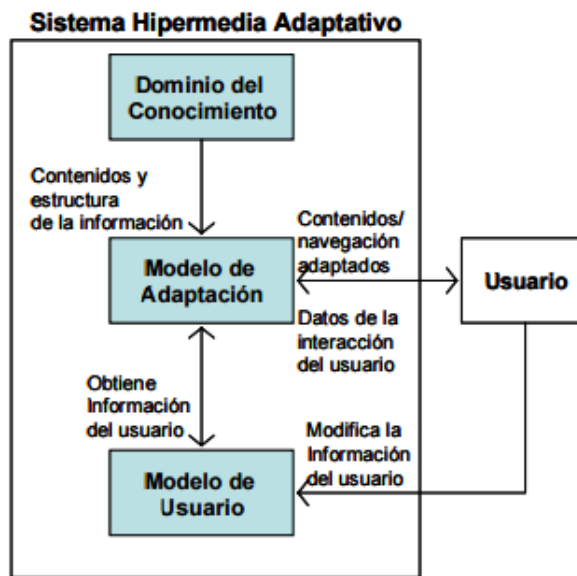 Sistema Hipermedia Adaptativo
Dominio del
Conocimiento
Contenidos y
estructura
de la información
Contenidos/
navegación
adaptados
Modelo de
Adaptación
Usuario
Datos de la
interacción
del usuario
Obtiene
Información
del usuario
Modifica la
Información
del usuario
Modelo de
Usuario